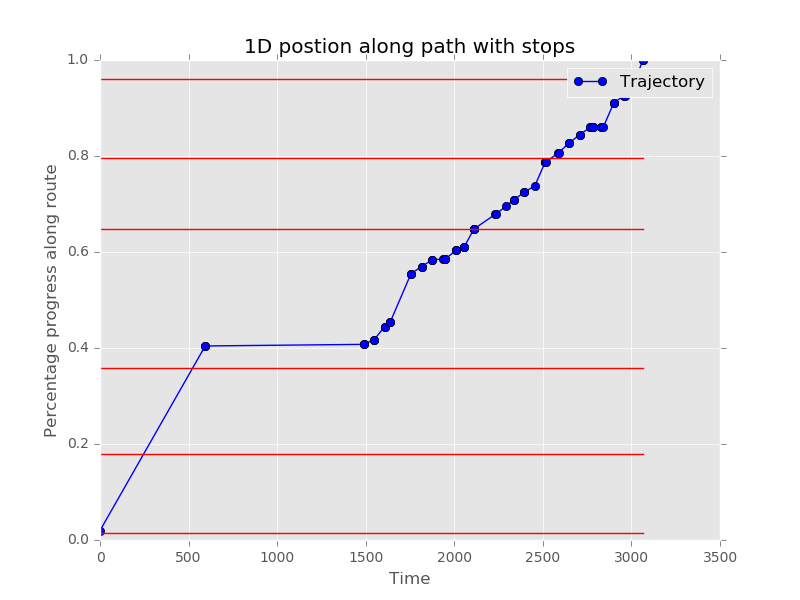 1D postion along path with stops
Trajectory
1.0
0.8
0.6
0.4
0.2
0.0
Percentage progress along route
0 500 1000 1500 2000 2500 3000 3500
Time